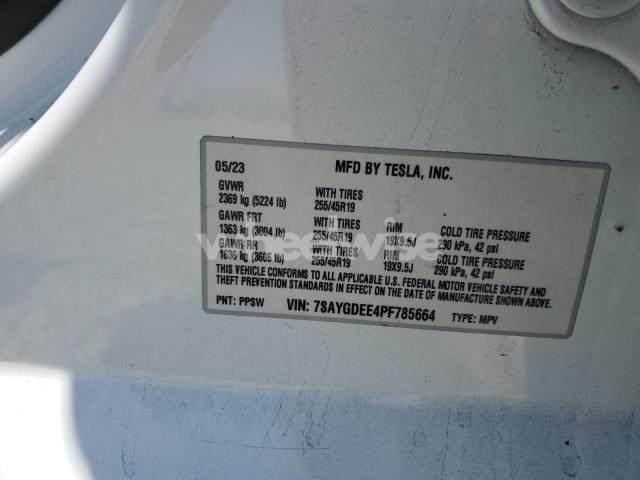 05/23 MFD BY TESLA, INC.
GVWR WITH TIRES
2369 kg (5224 lb) 255/45R19
GAWR FRT WITH TIRES RIM COLD TIRE PRESSURE
1363 kg (3004 lb) 255/45R19 19X9.5J 290 kPa, 42 psi
GAWR RR WITH TIRES RIM COLD TIRE PRESSURE
1636 kg (3606 lb) 255/45R19 19X9.5J 290 kPa, 42 psi
THIS VEHICLE CONFORMS TO ALL APPLICABLE U.S. FEDERAL MOTOR VEHICLE SAFETY AND
THEFT PREVENTION STANDARDS IN EFFECT ON THE DATE OF MANUFACTURE SHOWN ABOVE.
PNT: PPSW VIN: 7SAYGDEE4PF785664 TYPE: MPV
wheelwise